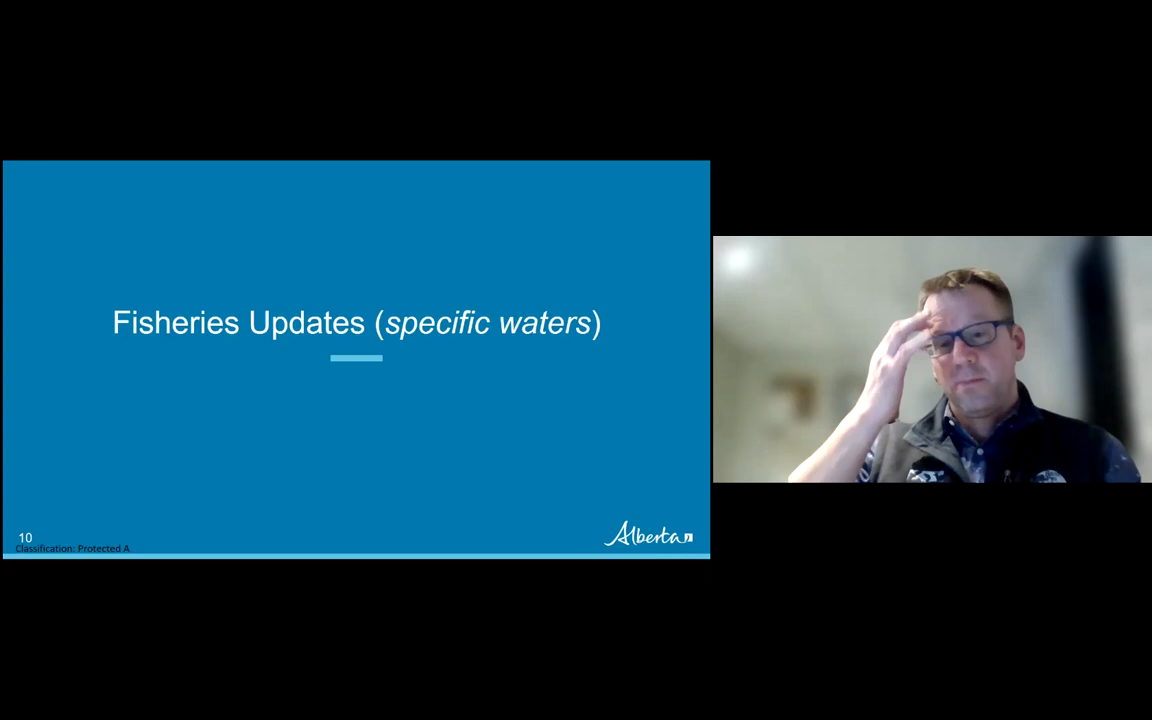 Fisheries Updates (specific waters)
10
Classification: Protected A
Alberta